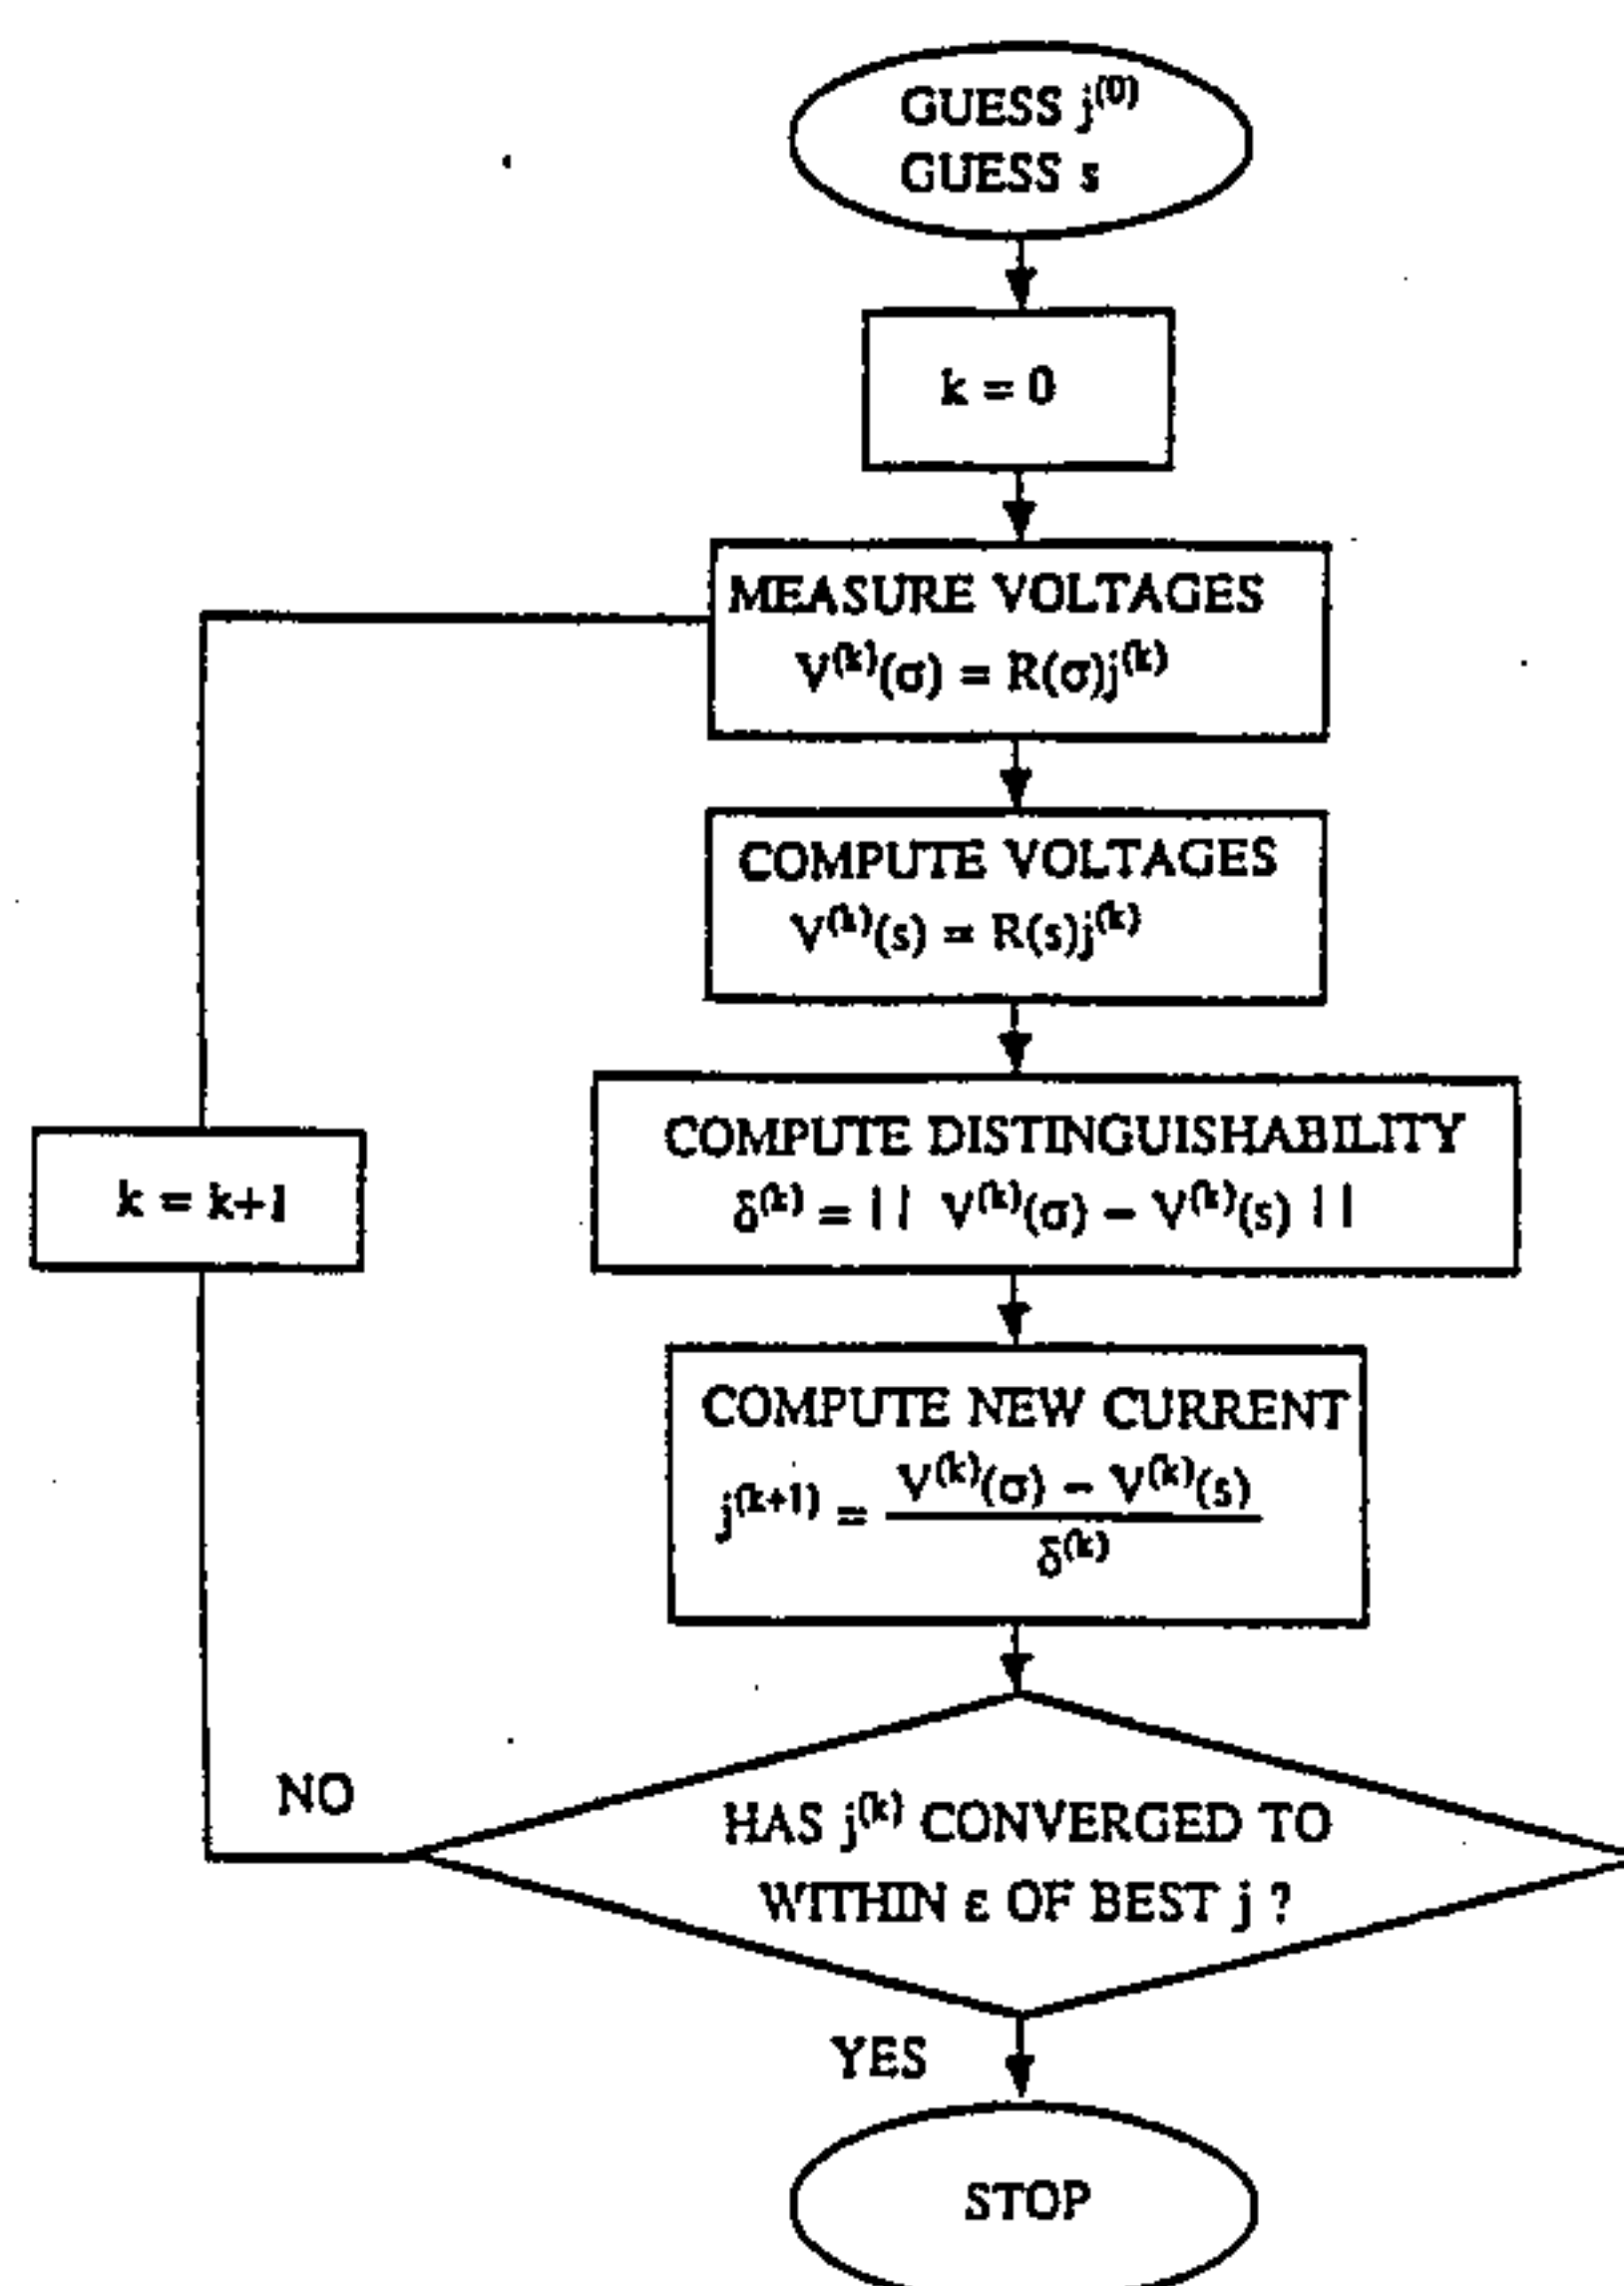 GUESS j⁽⁰⁾
GUESS s
k = 0
MEASURE VOLTAGES
V⁽ᵏ⁾(σ) = R(σ)j⁽ᵏ⁾
COMPUTE VOLTAGES
V⁽ᵏ⁾(s) = R(s)j⁽ᵏ⁾
COMPUTE DISTINGUISHABILITY
δ⁽ᵏ⁾ = || V⁽ᵏ⁾(σ) – V⁽ᵏ⁾(s) ||
k = k+1
COMPUTE NEW CURRENT
j⁽ᵏ⁺¹⁾ =
V⁽ᵏ⁾(σ) – V⁽ᵏ⁾(s)
δ⁽ᵏ⁾
NO
HAS j⁽ᵏ⁾ CONVERGED TO
WITHIN ε OF BEST j ?
YES
STOP